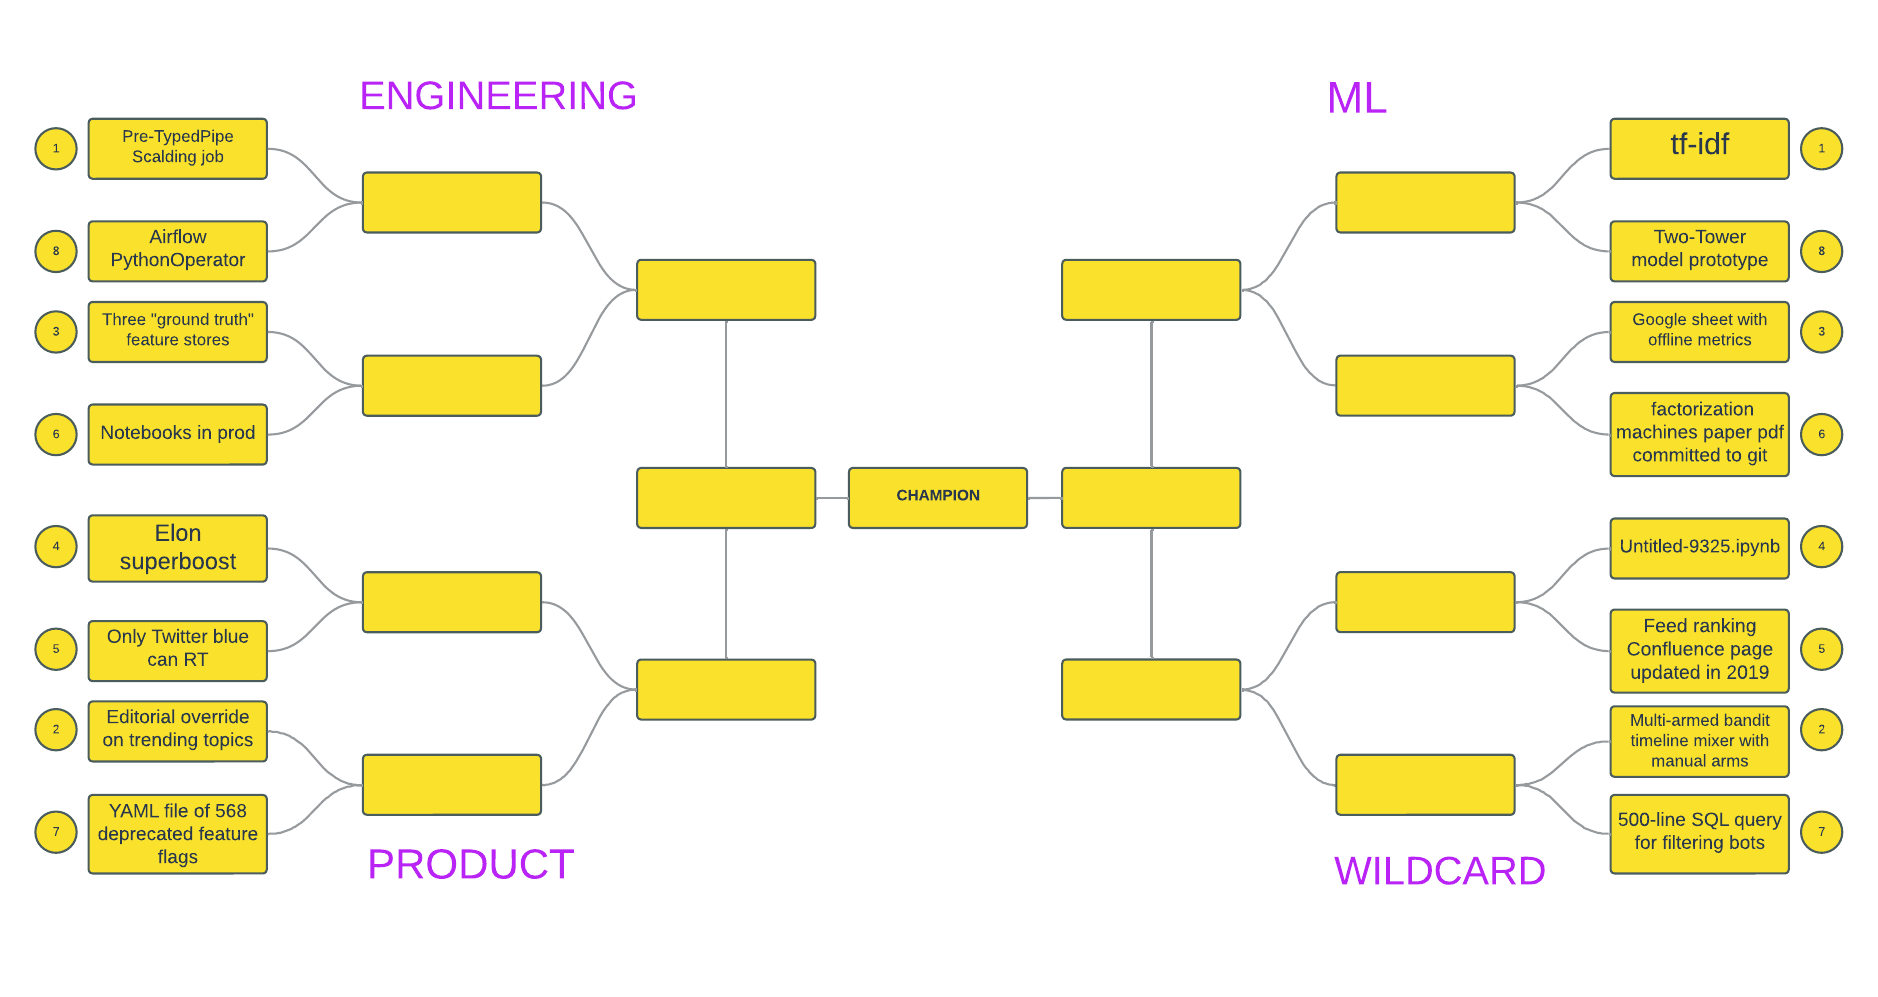 ENGINEERING
1
Pre-TypedPipe
Scalding job
8
Airflow
PythonOperator
3
Three "ground truth"
feature stores
6
Notebooks in prod
4
Elon
superboost
5
Only Twitter blue
can RT
2
Editorial override
on trending topics
7
YAML file of 568
deprecated feature
flags
PRODUCT
CHAMPION
ML
tf-idf
1
Two-Tower
model prototype
8
Google sheet with
offline metrics
3
factorization
machines paper pdf
committed to git
6
Untitled-9325.ipynb
4
Feed ranking
Confluence page
updated in 2019
5
Multi-armed bandit
timeline mixer with
manual arms
2
500-line SQL query
for filtering bots
7
WILDCARD